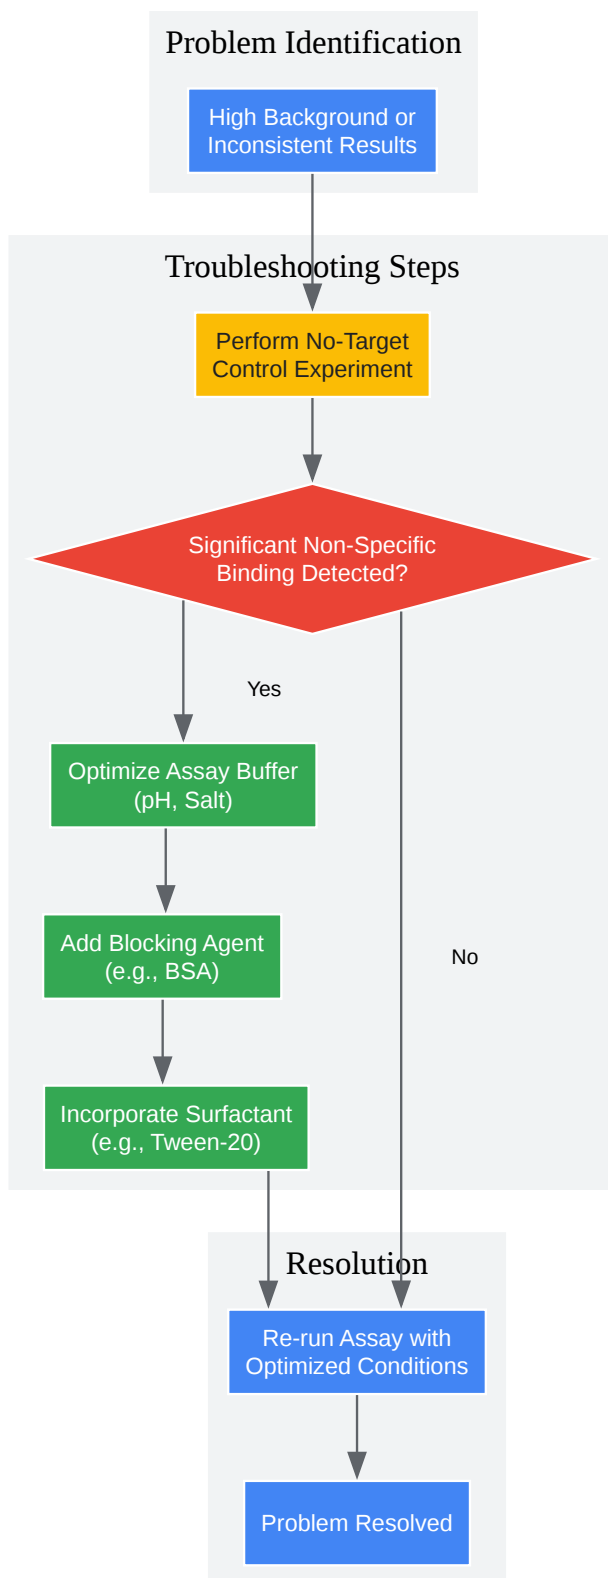 Problem Identification
High Background or
Inconsistent Results
Troubleshooting Steps
Perform No-Target
Control Experiment
Significant Non-Specific
Binding Detected?
Yes
Optimize Assay Buffer
(pH, Salt)
Add Blocking Agent
(e.g., BSA)
No
Incorporate Surfactant
(e.g., Tween-20)
Resolution
Re-run Assay with
Optimized Conditions
Problem Resolved